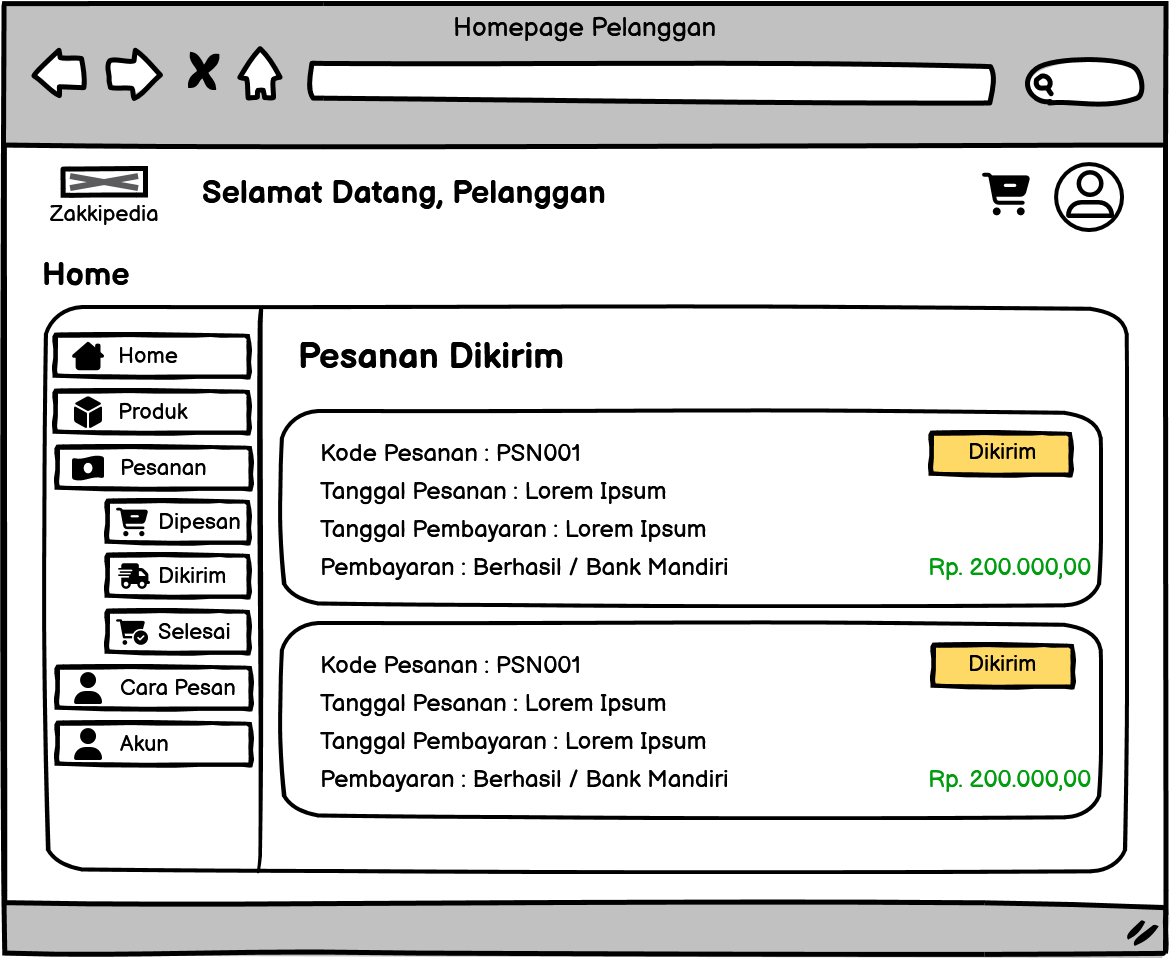 Homepage Pelanggan
Zakkipedia
Selamat Datang, Pelanggan
Home
Home
Produk
Pesanan
Dipesan
Dikirim
Selesai
Cara Pesan
Akun
Pesanan Dikirim
Kode Pesanan : PSN001
Dikirim
Tanggal Pesanan : Lorem Ipsum
Tanggal Pembayaran : Lorem Ipsum
Pembayaran : Berhasil / Bank Mandiri
Rp. 200.000,00
Kode Pesanan : PSN001
Dikirim
Tanggal Pesanan : Lorem Ipsum
Tanggal Pembayaran : Lorem Ipsum
Pembayaran : Berhasil / Bank Mandiri
Rp. 200.000,00